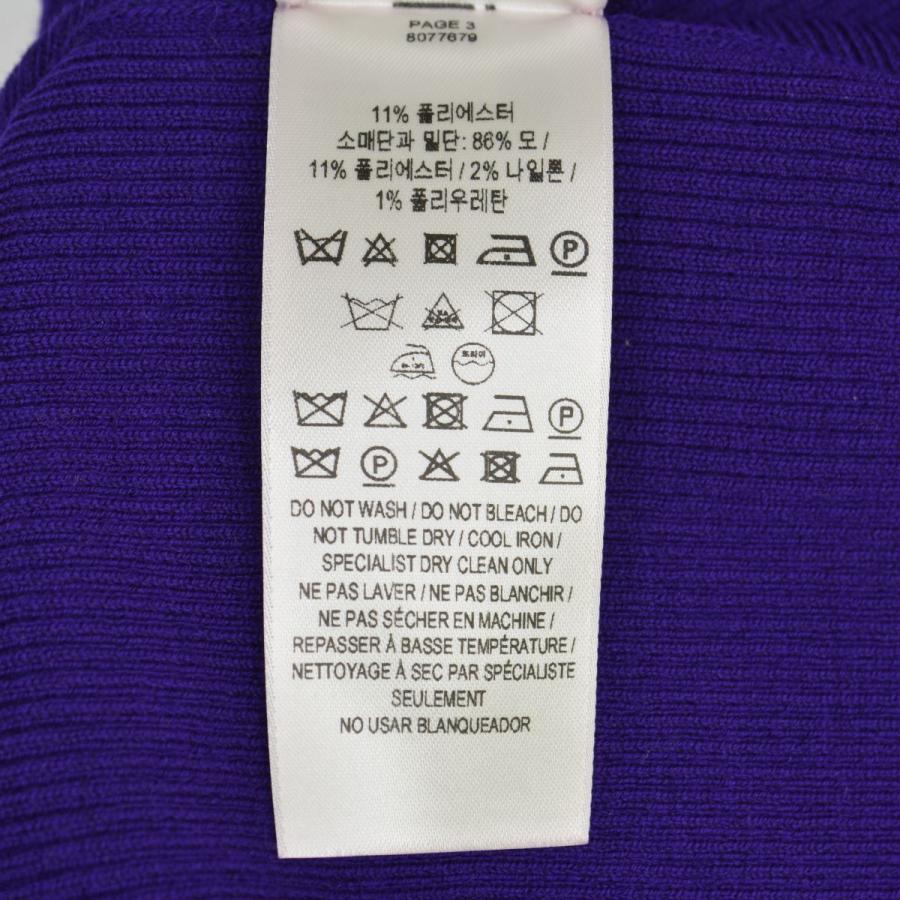 PAGE 3
8077679
11% 폴리에스터
소매단과 밑단: 86% 모 /
11% 폴리에스터 / 2% 나일론 /
1% 폴리우레탄
P
드라이
P
P
DO NOT WASH / DO NOT BLEACH / DO
NOT TUMBLE DRY / COOL IRON /
SPECIALIST DRY CLEAN ONLY
NE PAS LAVER / NE PAS BLANCHIR /
NE PAS SÉCHER EN MACHINE /
REPASSER À BASSE TEMPÉRATURE /
NETTOYAGE À SEC PAR SPÉCIALISTE
SEULEMENT
NO USAR BLANQUEADOR